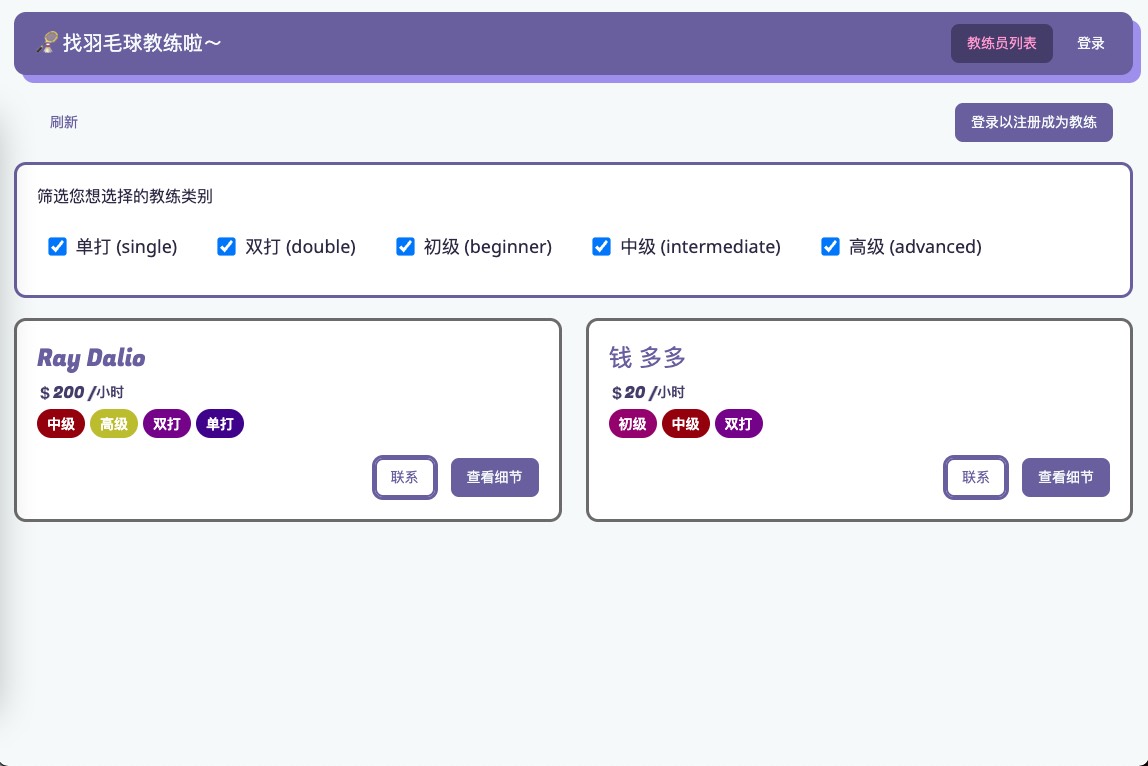 找羽毛球教练啦～
教练员列表
登录
刷新
登录以注册成为教练
筛选您想选择的教练类别
单打 (single)
双打 (double)
初级 (beginner)
中级 (intermediate)
高级 (advanced)
Ray Dalio
$ 200 /小时
中级 高级 双打 单打
联系
查看细节
钱 多多
$ 20 /小时
初级 中级 双打
联系
查看细节